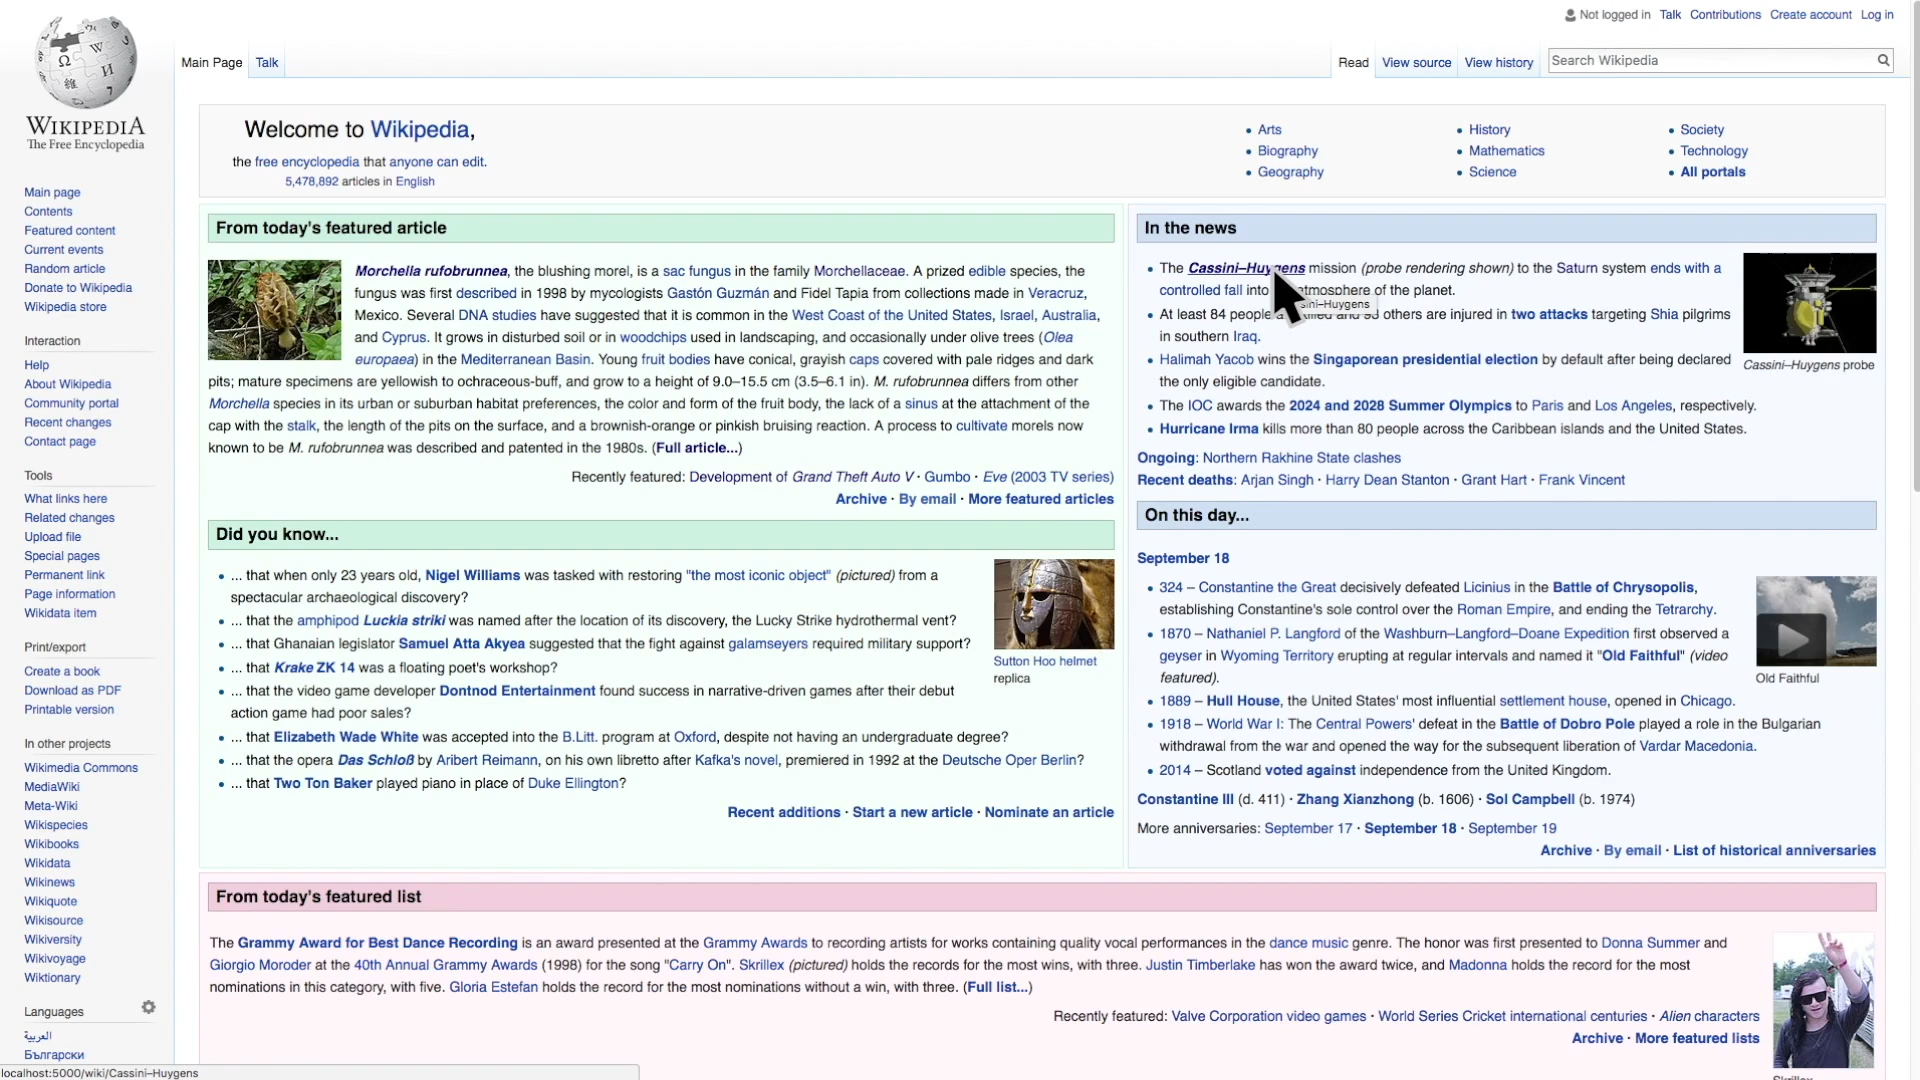 Not logged in Talk Contributions Create account Log in
Main Page Talk
Read View source View history Search Wikipedia
WIKIPEDIA
The Free Encyclopedia
Main page
Contents
Featured content
Current events
Random article
Donate to Wikipedia
Wikipedia store
Interaction
Help
About Wikipedia
Community portal
Recent changes
Contact page
Tools
What links here
Related changes
Upload file
Special pages
Permanent link
Page information
Wikidata item
Print/export
Create a book
Download as PDF
Printable version
In other projects
Wikimedia Commons
MediaWiki
Meta-Wiki
Wikispecies
Wikibooks
Wikidata
Wikinews
Wikiquote
Wikisource
Wikiversity
Wikivoyage
Wiktionary
Languages
العربية
Български
Welcome to Wikipedia,
the free encyclopedia that anyone can edit.
5,478,892 articles in English
Arts
Biography
Geography
History
Mathematics
Science
Society
Technology
All portals
From today's featured article
Morchella rufobrunnea, the blushing morel, is a sac fungus in the family Morchellaceae. A prized edible species, the
fungus was first described in 1998 by mycologists Gastón Guzmán and Fidel Tapia from collections made in Veracruz,
Mexico. Several DNA studies have suggested that it is common in the West Coast of the United States, Israel, Australia,
and Cyprus. It grows in disturbed soil or in woodchips used in landscaping, and occasionally under olive trees (Olea
europaea) in the Mediterranean Basin. Young fruit bodies have conical, grayish caps covered with pale ridges and dark
pits; mature specimens are yellowish to ochraceous-buff, and grow to a height of 9.0–15.5 cm (3.5–6.1 in). M. rufobrunnea differs from other
Morchella species in its urban or suburban habitat preferences, the color and form of the fruit body, the lack of a sinus at the attachment of the
cap with the stalk, the length of the pits on the surface, and a brownish-orange or pinkish bruising reaction. A process to cultivate morels now
known to be M. rufobrunnea was described and patented in the 1980s. (Full article...)
Recently featured: Development of Grand Theft Auto V · Gumbo · Eve (2003 TV series)
Archive · By email · More featured articles
Did you know...
... that when only 23 years old, Nigel Williams was tasked with restoring "the most iconic object" (pictured) from a
spectacular archaeological discovery?
... that the amphipod Luckia striki was named after the location of its discovery, the Lucky Strike hydrothermal vent?
... that the Ghanaian legislator Samuel Atta Akyea suggested that the fight against galamseyers required military support?
... that Krake ZK 14 was a floating poet's workshop?
... that the video game developer Dontnod Entertainment found success in narrative-driven games after their debut
action game had poor sales?
... that Elizabeth Wade White was accepted into the B.Litt. program at Oxford, despite not having an undergraduate degree?
... that the opera Das Schloß by Aribert Reimann, on his own libretto after Kafka's novel, premiered in 1992 at the Deutsche Oper Berlin?
... that Two Ton Baker played piano in place of Duke Ellington?
Sutton Hoo helmet
replica
Recent additions · Start a new article · Nominate an article
In the news
The Cassini–Huygens mission (probe rendering shown) to the Saturn system ends with a
controlled fall into atmosphere of the planet.
At least 84 people and others are injured in two attacks targeting Shia pilgrims
in southern Iraq.
Halimah Yacob wins the Singaporean presidential election by default after being declared
the only eligible candidate.
The IOC awards the 2024 and 2028 Summer Olympics to Paris and Los Angeles, respectively.
Hurricane Irma kills more than 80 people across the Caribbean islands and the United States.
Cassini–Huygens probe
Ongoing: Northern Rakhine State clashes
Recent deaths: Arjan Singh · Harry Dean Stanton · Grant Hart · Frank Vincent
On this day...
September 18
324 – Constantine the Great decisively defeated Licinius in the Battle of Chrysopolis,
establishing Constantine's sole control over the Roman Empire, and ending the Tetrarchy.
1870 – Nathaniel P. Langford of the Washburn–Langford–Doane Expedition first observed a
geyser in Wyoming Territory erupting at regular intervals and named it "Old Faithful" (video
featured).
1889 – Hull House, the United States' most influential settlement house, opened in Chicago.
1918 – World War I: The Central Powers' defeat in the Battle of Dobro Pole played a role in the Bulgarian
withdrawal from the war and opened the way for the subsequent liberation of Vardar Macedonia.
2014 – Scotland voted against independence from the United Kingdom.
Old Faithful
Constantine III (d. 411) · Zhang Xianzhong (b. 1606) · Sol Campbell (b. 1974)
More anniversaries: September 17 · September 18 · September 19
Archive · By email · List of historical anniversaries
From today's featured list
The Grammy Award for Best Dance Recording is an award presented at the Grammy Awards to recording artists for works containing quality vocal performances in the dance music genre. The honor was first presented to Donna Summer and
Giorgio Moroder at the 40th Annual Grammy Awards (1998) for the song "Carry On". Skrillex (pictured) holds the records for the most wins, with three. Justin Timberlake has won the award twice, and Madonna holds the record for the most
nominations in this category, with five. Gloria Estefan holds the record for the most nominations without a win, with three. (Full list...)
Recently featured: Valve Corporation video games · World Series Cricket international centuries · Alien characters
Archive · More featured lists
localhost:5000/wiki/Cassini–Huygens